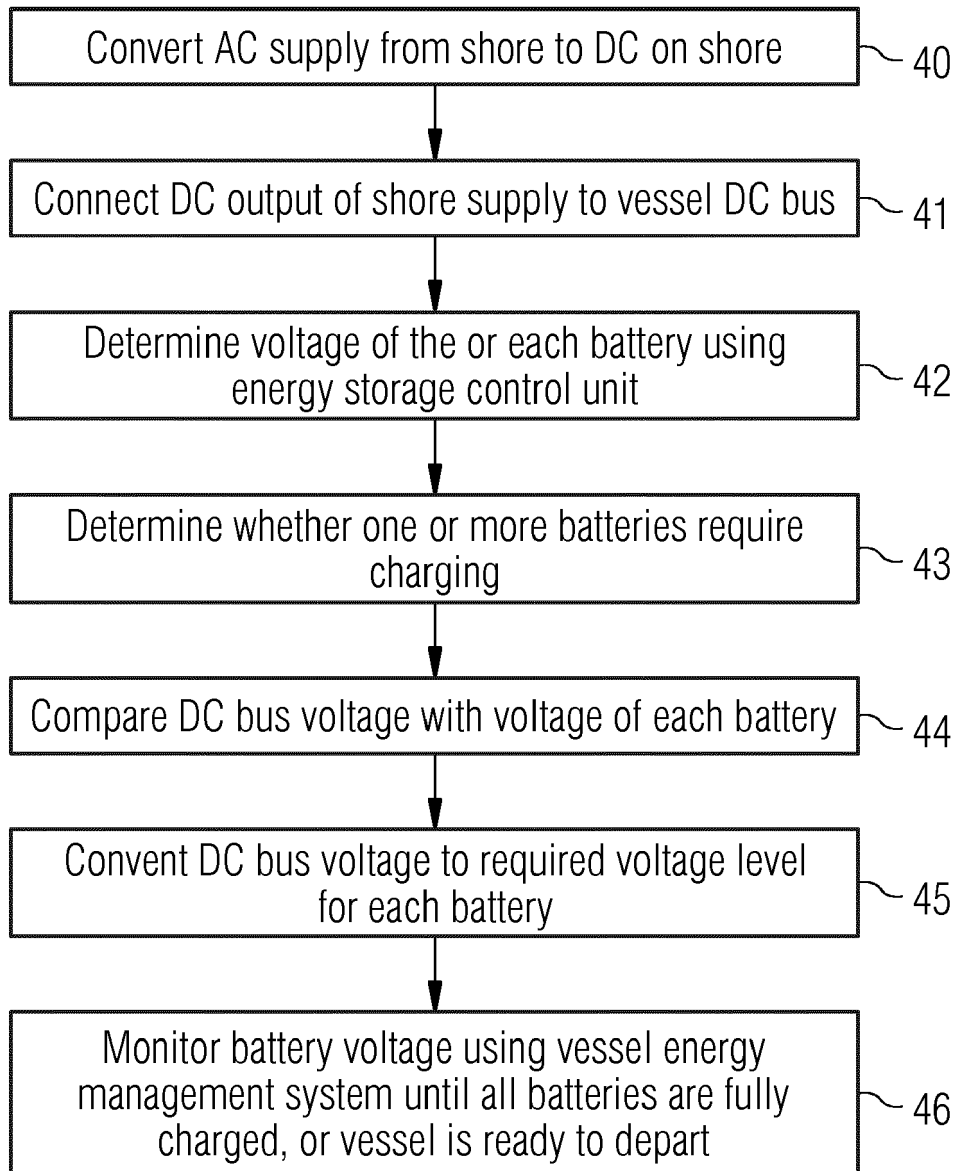 Convert AC supply from shore to DC on shore
40
Connect DC output of shore supply to vessel DC bus
41
Determine voltage of the or each battery using
energy storage control unit
42
Determine whether one or more batteries require
charging
43
Compare DC bus voltage with voltage of each battery
44
Convent DC bus voltage to required voltage level
for each battery
45
Monitor battery voltage using vessel energy
management system until all batteries are fully
charged, or vessel is ready to depart
46